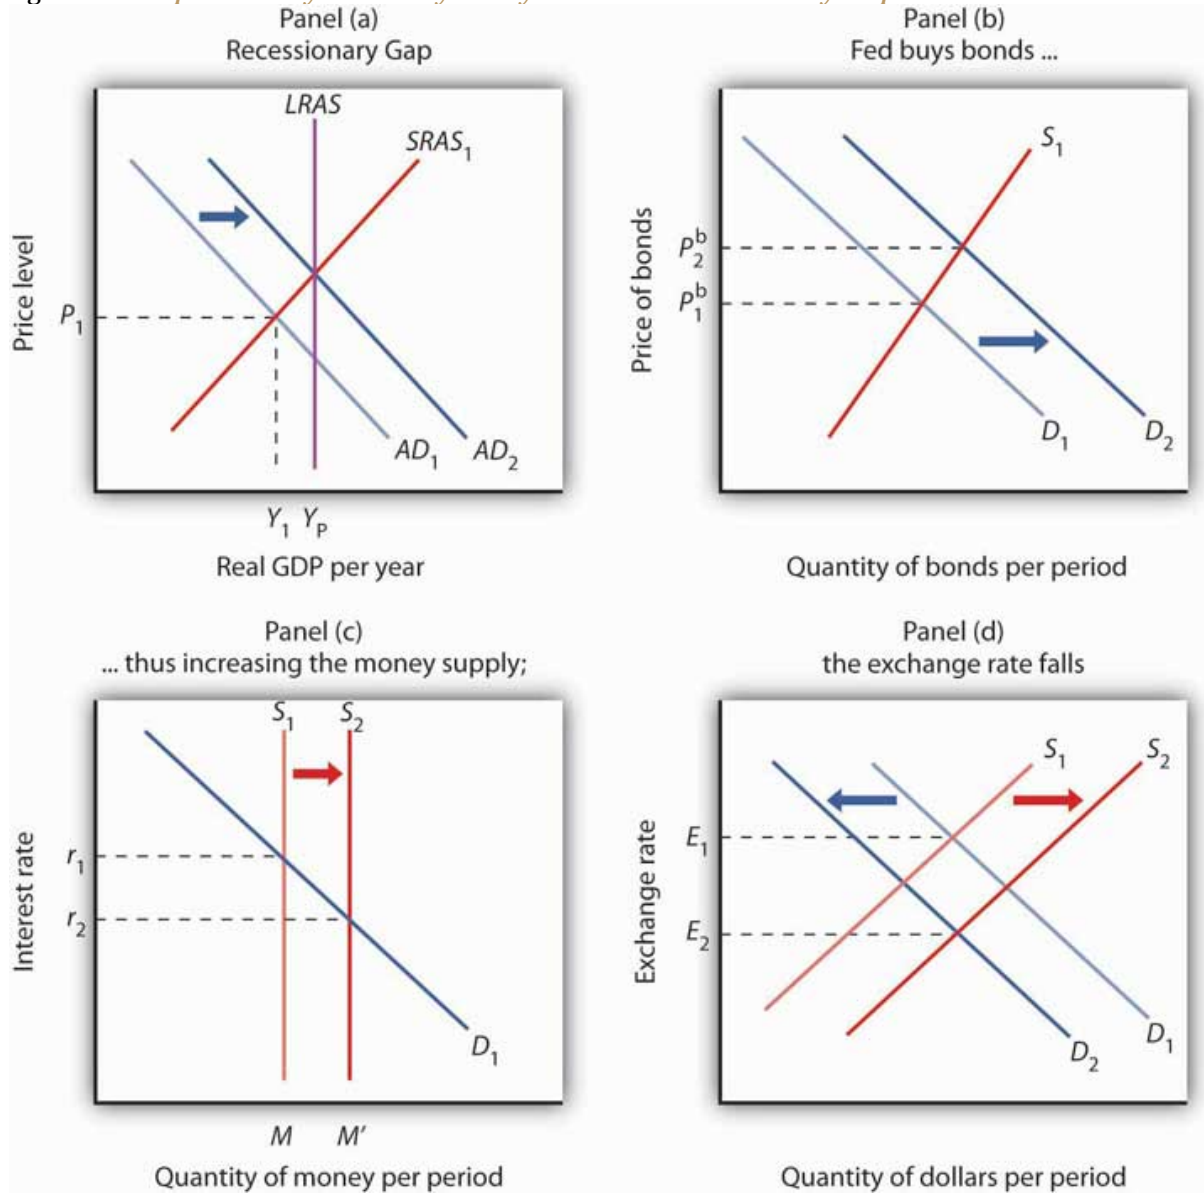 Panel (a)
Recessionary Gap
LRAS
SRAS1
Price level
P1
AD1
AD2
Y1 YP
Real GDP per year
Panel (b)
Fed buys bonds ...
S1
Price of bonds
P2b
P1b
D1
D2
Quantity of bonds per period
Panel (c)
... thus increasing the money supply;
S1
S2
Interest rate
r1
r2
D1
M M′
Quantity of money per period
Panel (d)
the exchange rate falls
S1
S2
Exchange rate
E1
E2
D2
D1
Quantity of dollars per period